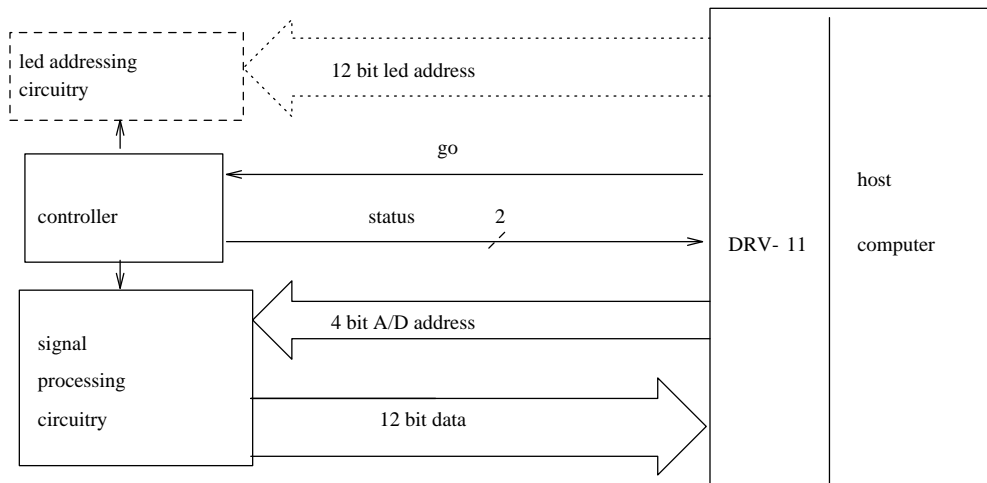 led addressing
circuitry
12 bit led address
go
host
controller
status
2
DRV- 11
computer
4 bit A/D address
signal
processing
circuitry
12 bit data